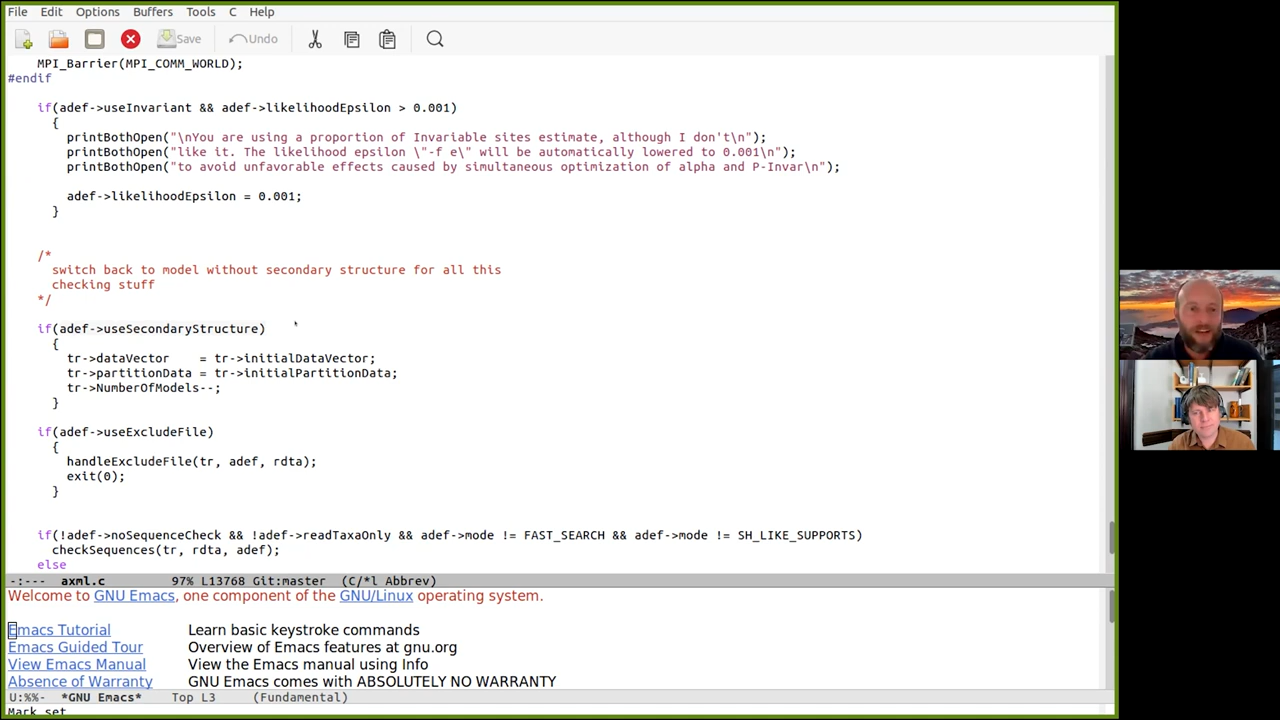 File Edit Options Buffers Tools C Help
Save Undo
MPI_Barrier(MPI_COMM_WORLD);
#endif
if(adef->useInvariant && adef->likelihoodEpsilon > 0.001)
{
printBothOpen("\nYou are using a proportion of Invariable sites estimate, although I don't\n");
printBothOpen("like it. The likelihood epsilon \"-f e\" will be automatically lowered to 0.001\n");
printBothOpen("to avoid unfavorable effects caused by simultaneous optimization of alpha and P-Invar\n");
adef->likelihoodEpsilon = 0.001;
}
/*
switch back to model without secondary structure for all this
checking stuff
*/
if(adef->useSecondaryStructure)
{
tr->dataVector    = tr->initialDataVector;
tr->partitionData = tr->initialPartitionData;
tr->NumberOfModels--;
}
if(adef->useExcludeFile)
{
handleExcludeFile(tr, adef, rdta);
exit(0);
}
if(!adef->noSequenceCheck && !adef->readTaxaOnly && adef->mode != FAST_SEARCH && adef->mode != SH_LIKE_SUPPORTS)
checkSequences(tr, rdta, adef);
else
-:--- axml.c 97% L13768 Git:master (C/*l Abbrev)
Welcome to GNU Emacs, one component of the GNU/Linux operating system.
Emacs Tutorial Learn basic keystroke commands
Emacs Guided Tour Overview of Emacs features at gnu.org
View Emacs Manual View the Emacs manual using Info
Absence of Warranty GNU Emacs comes with ABSOLUTELY NO WARRANTY
U:%%- *GNU Emacs* Top L3 (Fundamental)
Mark set